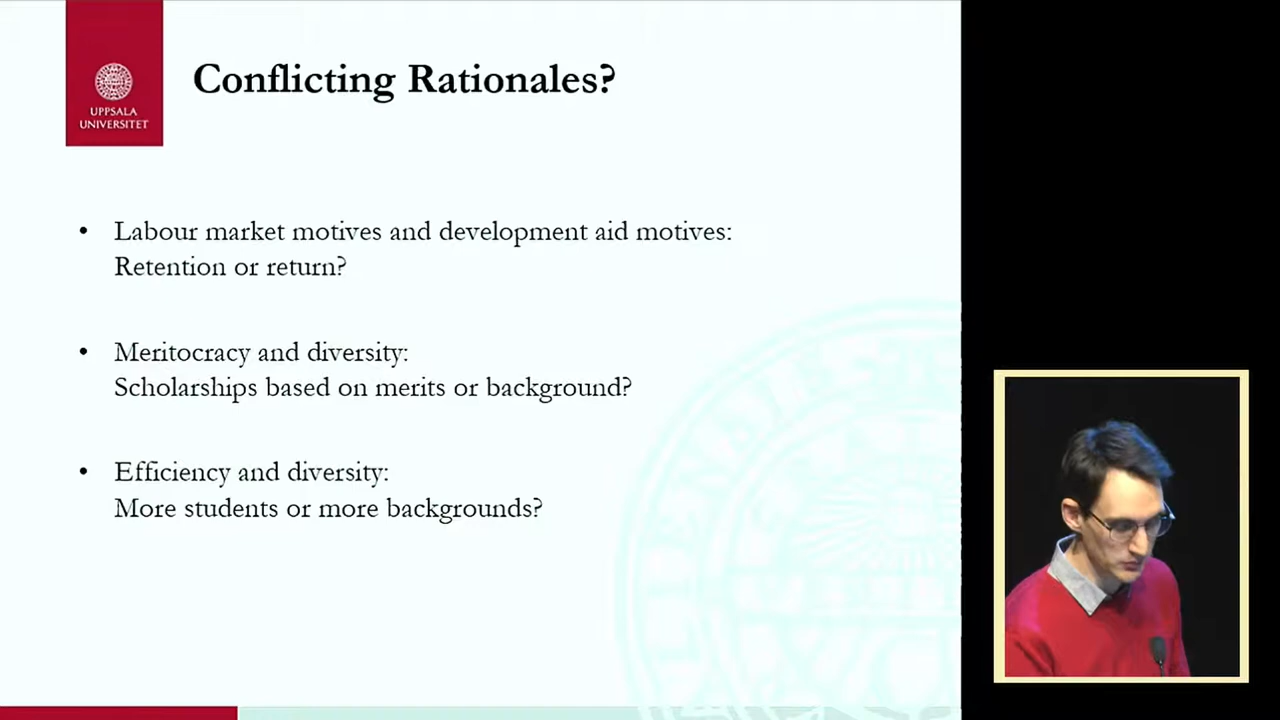 UPPSALA
UNIVERSITET
Conflicting Rationales?
• Labour market motives and development aid motives:
Retention or return?
• Meritocracy and diversity:
Scholarships based on merits or background?
• Efficiency and diversity:
More students or more backgrounds?